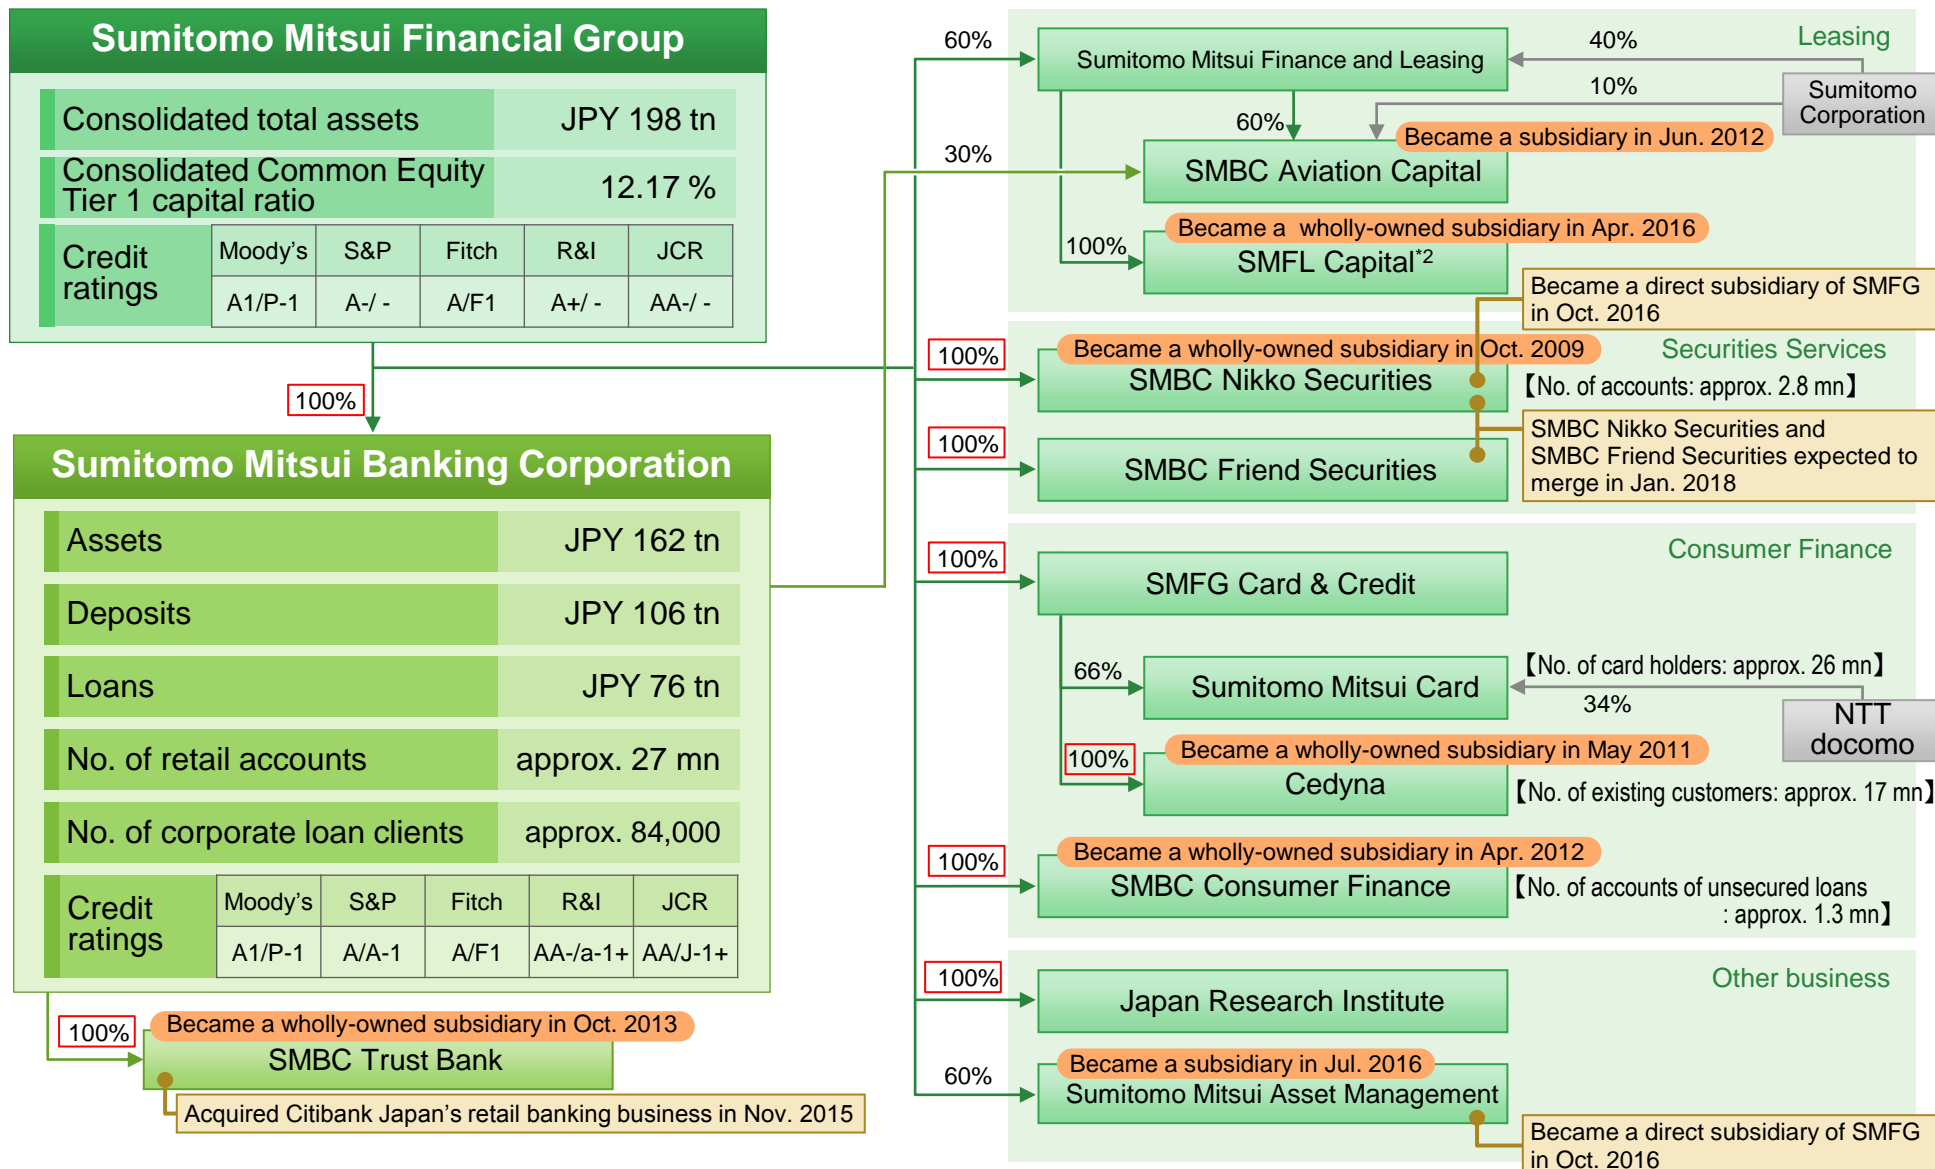 Sumitomo Mitsui Financial Group
Consolidated total assets JPY 198 tn
Consolidated Common Equity
Tier 1 capital ratio 12.17 %
Credit
ratings
Moody's S&P Fitch R&I JCR
A1/P-1 A-/ - A/F1 A+/ - AA-/ -
100%
Sumitomo Mitsui Banking Corporation
Assets JPY 162 tn
Deposits JPY 106 tn
Loans JPY 76 tn
No. of retail accounts approx. 27 mn
No. of corporate loan clients approx. 84,000
Credit
ratings
Moody's S&P Fitch R&I JCR
A1/P-1 A/A-1 A/F1 AA-/a-1+ AA/J-1+
100%
Became a wholly-owned subsidiary in Oct. 2013
SMBC Trust Bank
Acquired Citibank Japan's retail banking business in Nov. 2015
Leasing
60%
Sumitomo Mitsui Finance and Leasing
40%
10%
Sumitomo
Corporation
60%
30%
Became a subsidiary in Jun. 2012
SMBC Aviation Capital
Became a wholly-owned subsidiary in Apr. 2016
100%
SMFL Capital*2
Became a direct subsidiary of SMFG
in Oct. 2016
Securities Services
100%
Became a wholly-owned subsidiary in Oct. 2009
SMBC Nikko Securities
【No. of accounts: approx. 2.8 mn】
100%
SMBC Friend Securities
SMBC Nikko Securities and
SMBC Friend Securities expected to
merge in Jan. 2018
Consumer Finance
100%
SMFG Card & Credit
66%
Sumitomo Mitsui Card
【No. of card holders: approx. 26 mn】
34%
NTT
docomo
100%
Became a wholly-owned subsidiary in May 2011
Cedyna
【No. of existing customers: approx. 17 mn】
100%
Became a wholly-owned subsidiary in Apr. 2012
SMBC Consumer Finance
【No. of accounts of unsecured loans
: approx. 1.3 mn】
Other business
100%
Japan Research Institute
60%
Became a subsidiary in Jul. 2016
Sumitomo Mitsui Asset Management
Became a direct subsidiary of SMFG
in Oct. 2016